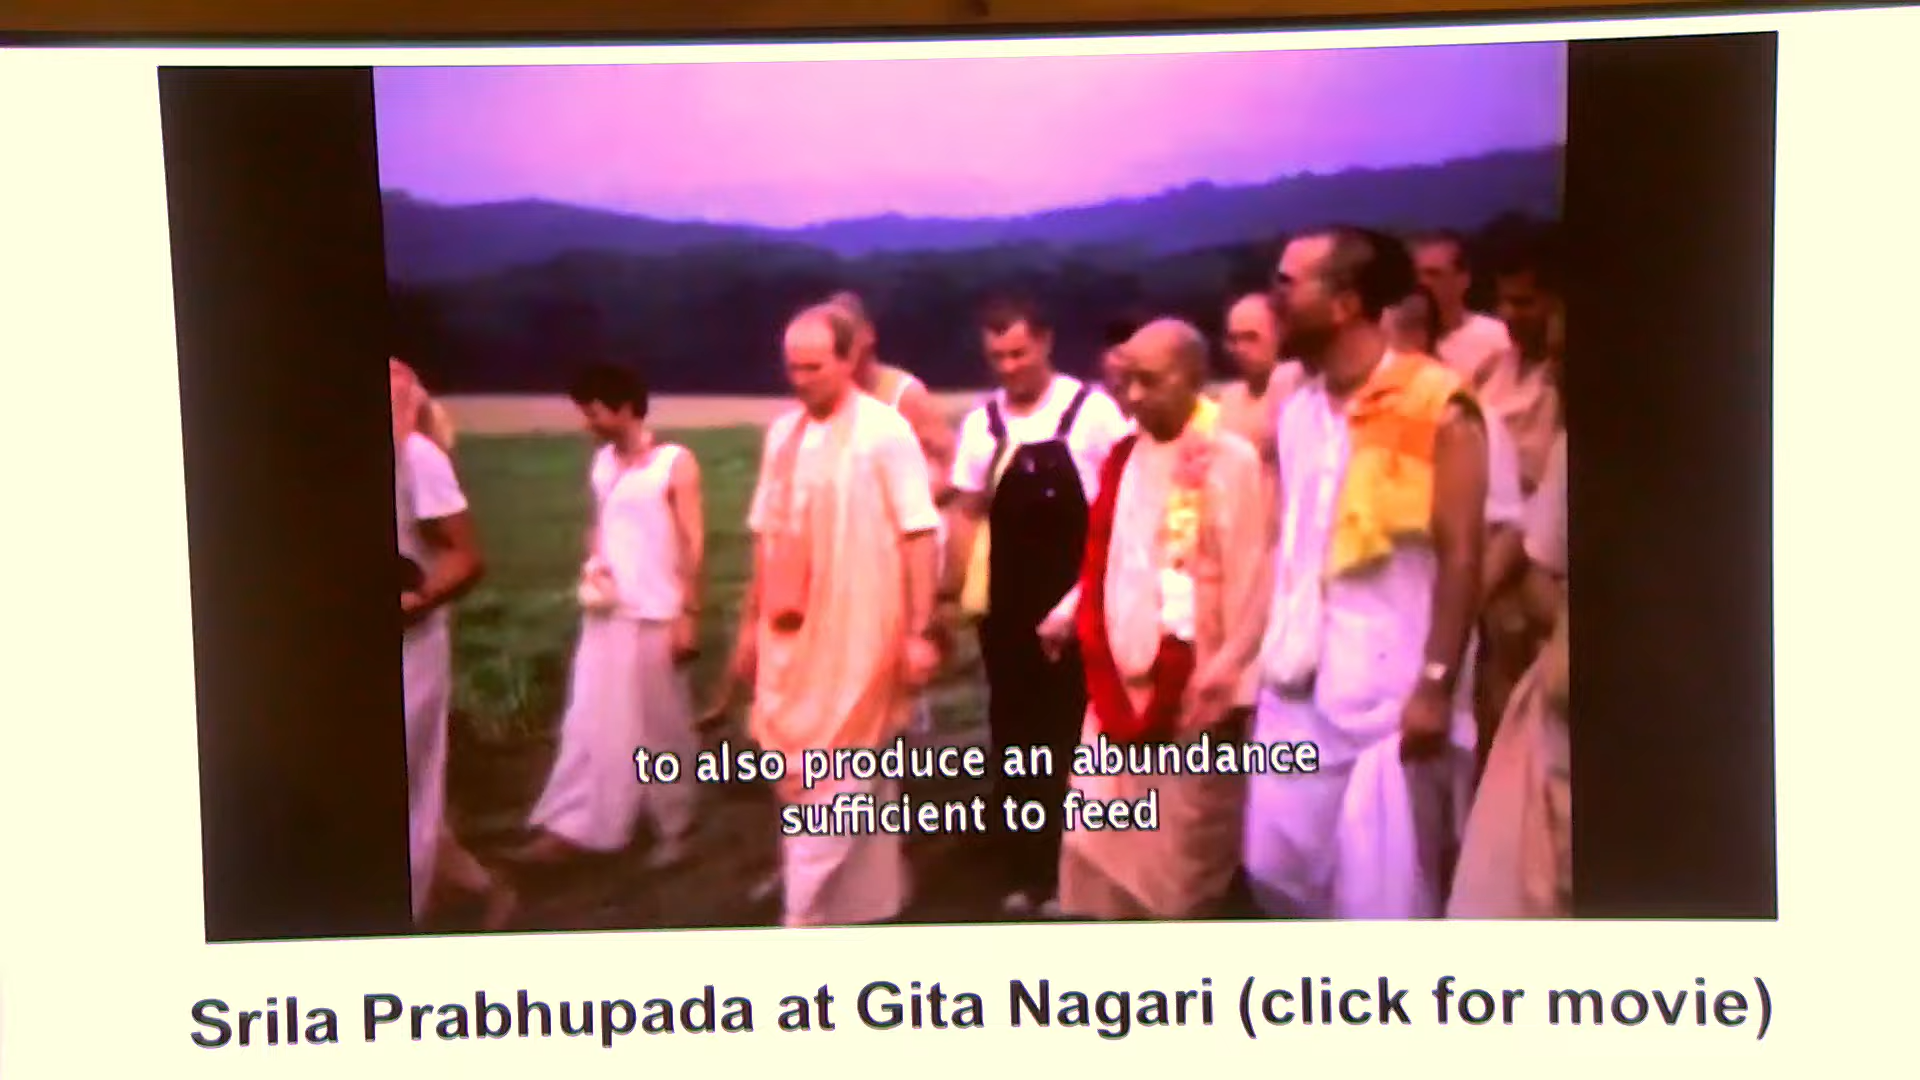 to also produce an abundance
sufficient to feed
Srila Prabhupada at Gita Nagari (click for movie)